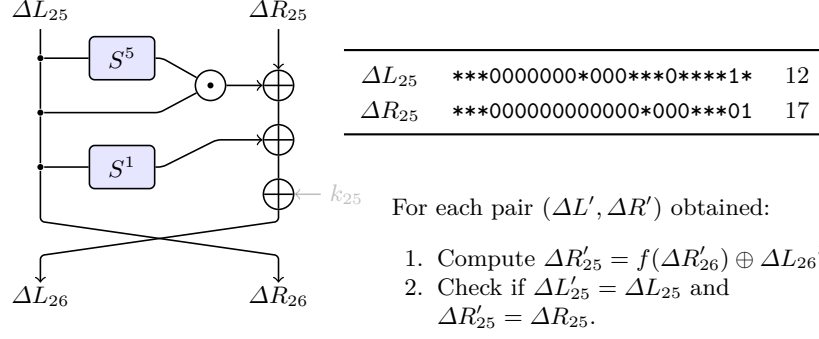 ΔL₂₅ ΔR₂₅
S⁵
S¹
k₂₅
ΔL₂₆ ΔR₂₆
ΔL₂₅ ***0000000*000***0****1* 12
ΔR₂₅ ***000000000000*000***01 17
For each pair (ΔL′, ΔR′) obtained:
1. Compute ΔR′₂₅ = f(ΔR′₂₆) ⊕ ΔL₂₆
2. Check if ΔL′₂₅ = ΔL₂₅ and
ΔR′₂₅ = ΔR₂₅.